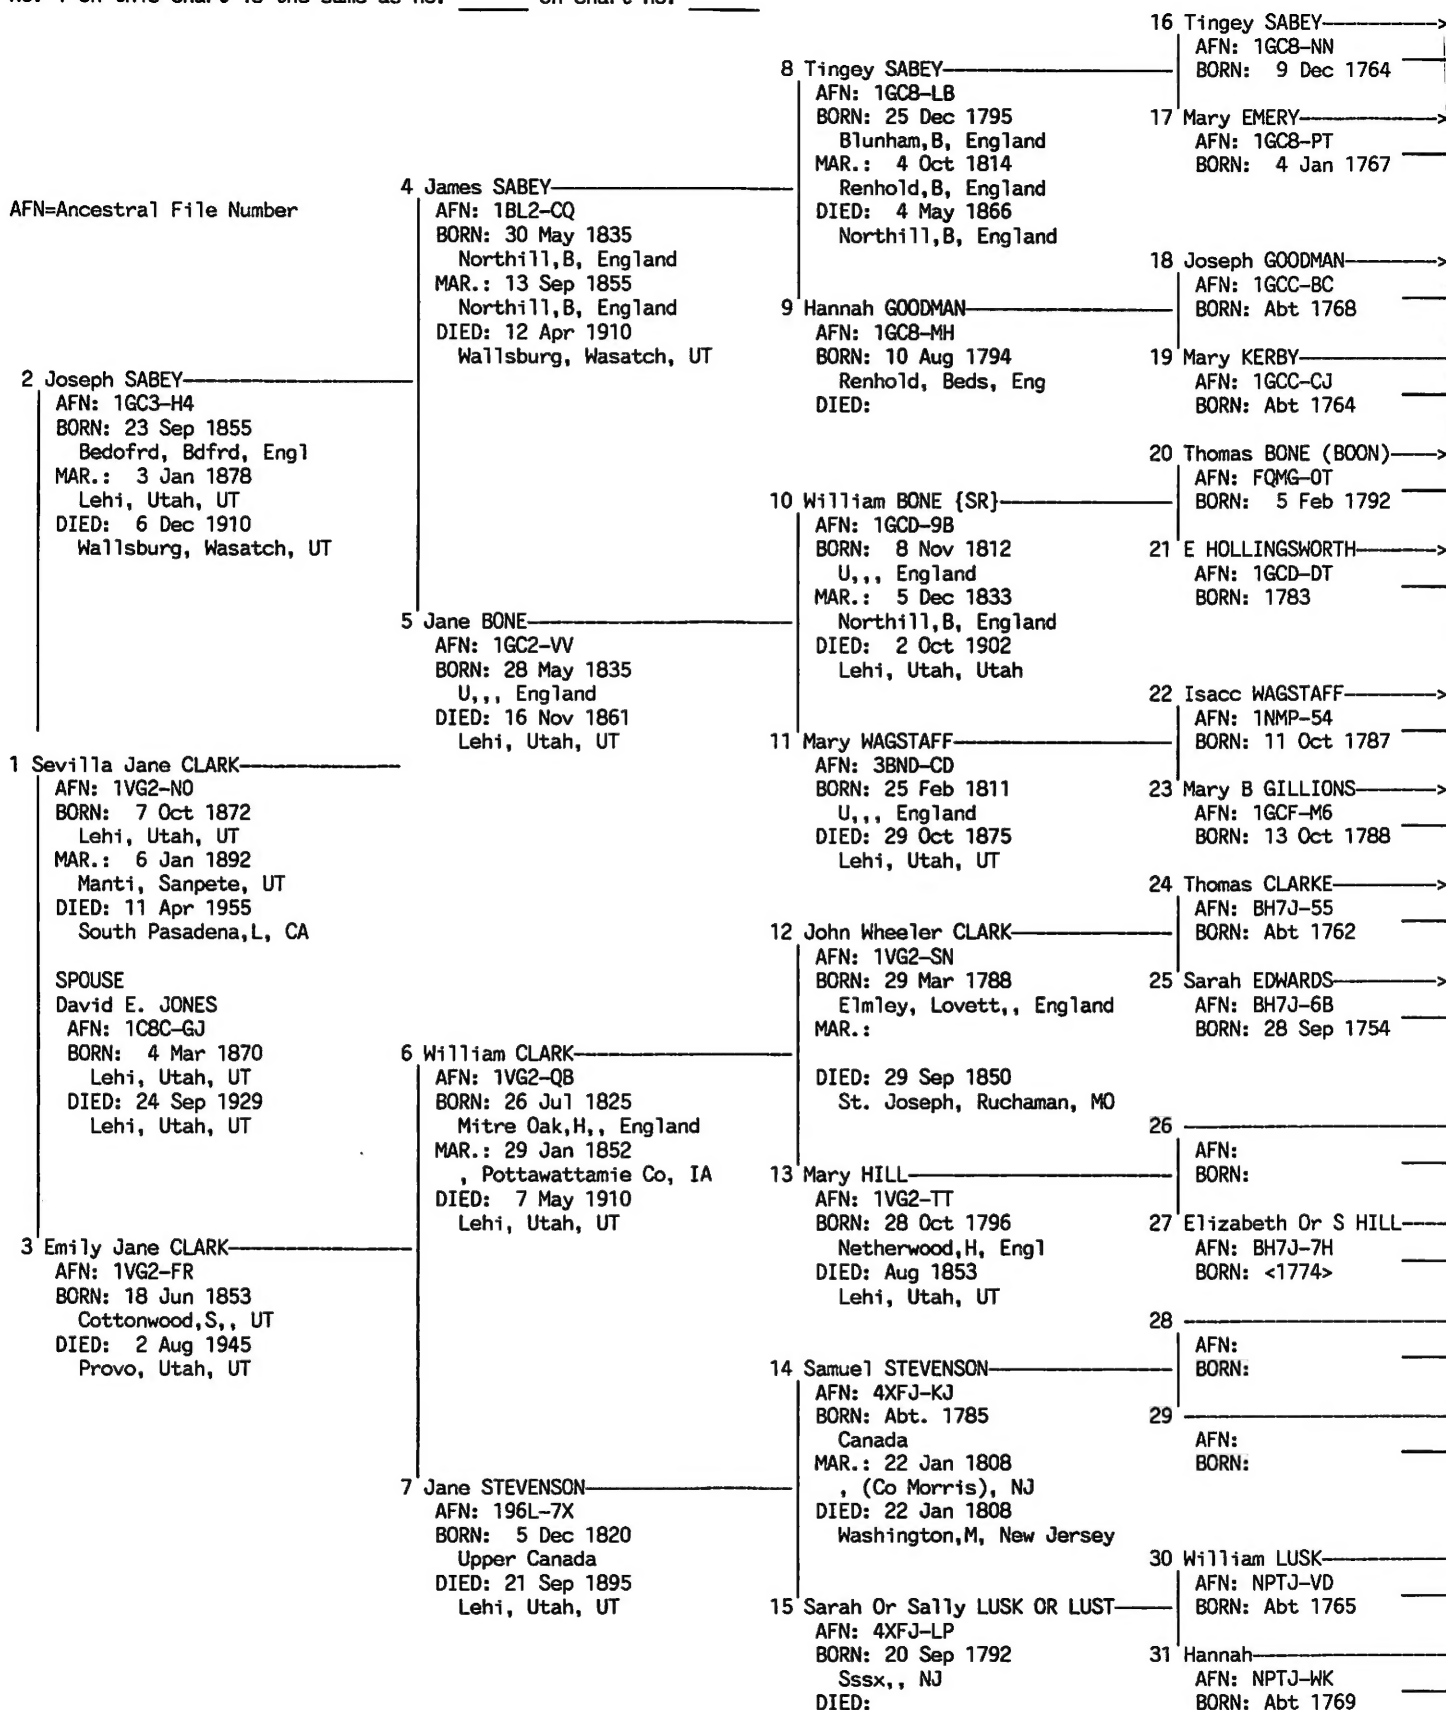 16 Tingey SABEY
AFN: 1GC8-NN
BORN: 9 Dec 1764
8 Tingey SABEY
AFN: 1GC8-LB
BORN: 25 Dec 1795
Blunham,B, England
MAR.: 4 Oct 1814
Renhold,B, England
DIED: 4 May 1866
Northill,B, England
17 Mary EMERY
AFN: 1GC8-PT
BORN: 4 Jan 1767
4 James SABEY
AFN: 1BL2-CQ
BORN: 30 May 1835
Northill,B, England
MAR.: 13 Sep 1855
Northill,B, England
DIED: 12 Apr 1910
Wallsburg, Wasatch, UT
AFN=Ancestral File Number
18 Joseph GOODMAN
AFN: 1GCC-BC
BORN: Abt 1768
9 Hannah GOODMAN
AFN: 1GC8-MH
BORN: 10 Aug 1794
Renhold, Beds, Eng
DIED:
19 Mary KERBY
AFN: 1GCC-CJ
BORN: Abt 1764
2 Joseph SABEY
AFN: 1GC3-H4
BORN: 23 Sep 1855
Bedofrd, Bdfrd, Engl
MAR.: 3 Jan 1878
Lehi, Utah, UT
DIED: 6 Dec 1910
Wallsburg, Wasatch, UT
20 Thomas BONE (BOON)
AFN: FQMG-OT
BORN: 5 Feb 1792
10 William BONE {SR}
AFN: 1GCD-9B
BORN: 8 Nov 1812
U,,, England
MAR.: 5 Dec 1833
Northill,B, England
DIED: 2 Oct 1902
Lehi, Utah, Utah
21 E HOLLINGSWORTH
AFN: 1GCD-DT
BORN: 1783
5 Jane BONE
AFN: 1GC2-VV
BORN: 28 May 1835
U,,, England
DIED: 16 Nov 1861
Lehi, Utah, UT
22 Isacc WAGSTAFF
AFN: 1NMP-54
BORN: 11 Oct 1787
11 Mary WAGSTAFF
AFN: 3BND-CD
BORN: 25 Feb 1811
U,,, England
DIED: 29 Oct 1875
Lehi, Utah, UT
23 Mary B GILLIONS
AFN: 1GCF-M6
BORN: 13 Oct 1788
1 Sevilla Jane CLARK
AFN: 1VG2-NO
BORN: 7 Oct 1872
Lehi, Utah, UT
MAR.: 6 Jan 1892
Manti, Sanpete, UT
DIED: 11 Apr 1955
South Pasadena,L, CA
SPOUSE
David E. JONES
AFN: 1C8C-GJ
BORN: 4 Mar 1870
Lehi, Utah, UT
DIED: 24 Sep 1929
Lehi, Utah, UT
24 Thomas CLARKE
AFN: BH7J-55
BORN: Abt 1762
12 John Wheeler CLARK
AFN: 1VG2-SN
BORN: 29 Mar 1788
Elmley, Lovett,, England
MAR.:
DIED: 29 Sep 1850
St. Joseph, Ruchaman, MO
25 Sarah EDWARDS
AFN: BH7J-6B
BORN: 28 Sep 1754
6 William CLARK
AFN: 1VG2-QB
BORN: 26 Jul 1825
Mitre Oak,H,, England
MAR.: 29 Jan 1852
, Pottawattamie Co, IA
DIED: 7 May 1910
Lehi, Utah, UT
26
AFN:
BORN:
13 Mary HILL
AFN: 1VG2-TT
BORN: 28 Oct 1796
Netherwood,H, Engl
DIED: Aug 1853
Lehi, Utah, UT
27 Elizabeth Or S HILL
AFN: BH7J-7H
BORN: <1774>
3 Emily Jane CLARK
AFN: 1VG2-FR
BORN: 18 Jun 1853
Cottonwood,S,, UT
DIED: 2 Aug 1945
Provo, Utah, UT
28
AFN:
BORN:
14 Samuel STEVENSON
AFN: 4XFJ-KJ
BORN: Abt. 1785
Canada
MAR.: 22 Jan 1808
, (Co Morris), NJ
DIED: 22 Jan 1808
Washington,M, New Jersey
29
AFN:
BORN:
7 Jane STEVENSON
AFN: 196L-7X
BORN: 5 Dec 1820
Upper Canada
DIED: 21 Sep 1895
Lehi, Utah, UT
30 William LUSK
AFN: NPTJ-VD
BORN: Abt 1765
15 Sarah Or Sally LUSK OR LUST
AFN: 4XFJ-LP
BORN: 20 Sep 1792
Sssx,, NJ
DIED:
31 Hannah
AFN: NPTJ-WK
BORN: Abt 1769